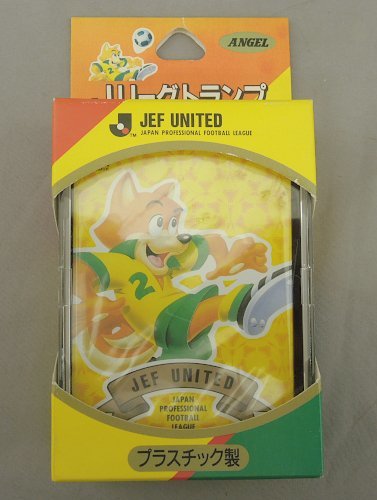 ANGEL
Jリーグトランプ
J
TM
JEF UNITED
JAPAN PROFESSIONAL FOOTBALL LEAGUE
2
JEF UNITED
JAPAN
PROFESSIONAL
FOOTBALL
LEAGUE
プラスチック製